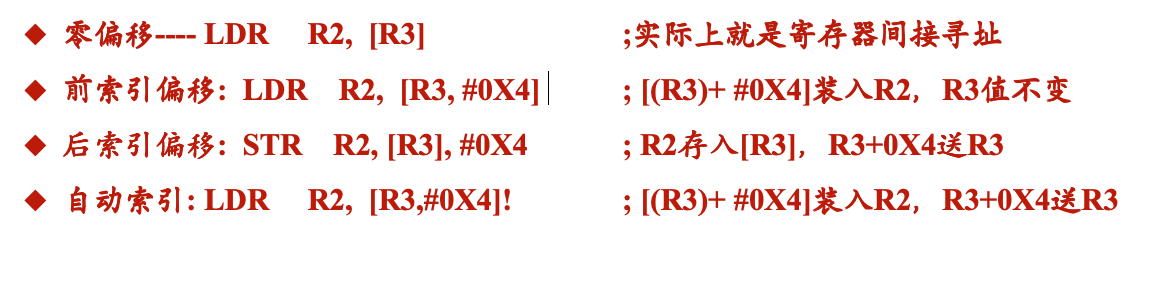 ◆ 零偏移---- LDR R2, [R3] ;实际上就是寄存器间接寻址
◆ 前索引偏移: LDR R2, [R3, #0X4] ; [(R3)+ #0X4]装入R2，R3值不变
◆ 后索引偏移: STR R2, [R3], #0X4 ; R2存入[R3]，R3+0X4送R3
◆ 自动索引: LDR R2, [R3,#0X4]! ; [(R3)+ #0X4]装入R2，R3+0X4送R3